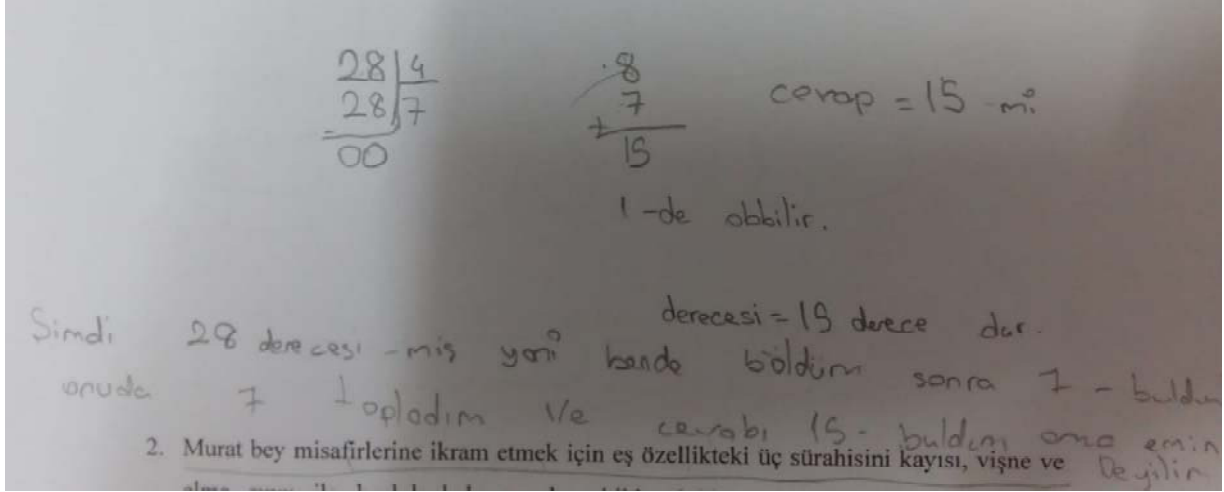 28 | 4
28 | 7
00
8
7
+
15
cevap = 15 mi
1-de olabilir.
derecesi = 15 derece dur.
Simdi 28 derecesi-miş yani bende böldüm sonra 7-buldum
onuda 7 topladım ve cevabı 15-buldum ama emin
Deyilim
2. Murat bey misafirlerine ikram etmek için eş özellikteki üç sürahisini kayısı, vişne ve